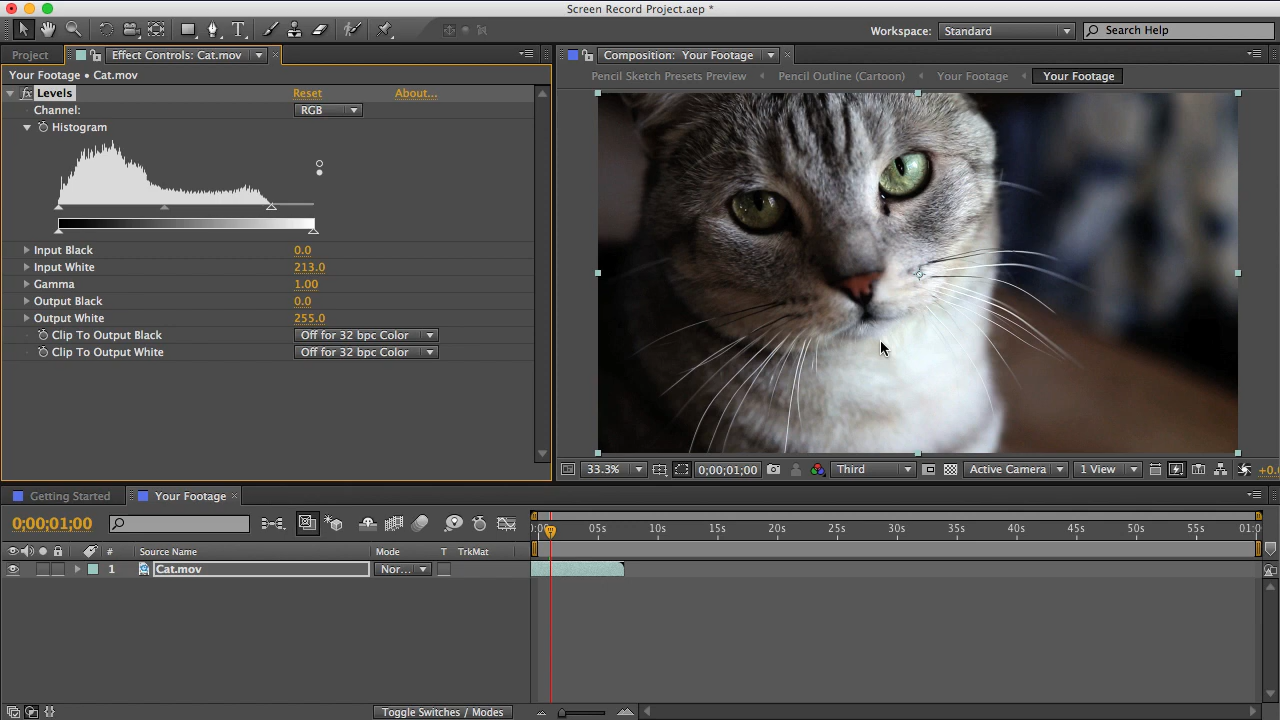 Screen Record Project.aep *
Workspace: Standard Search Help
Project Effect Controls: Cat.mov
Composition: Your Footage
Your Footage • Cat.mov
Pencil Sketch Presets Preview Pencil Outline (Cartoon) Your Footage Your Footage
fx Levels Reset About...
Channel: RGB
Histogram
Input Black 0.0
Input White 213.0
Gamma 1.00
Output Black 0.0
Output White 255.0
Clip To Output Black Off for 32 bpc Color
Clip To Output White Off for 32 bpc Color
33.3% 0;00;01;00 Third Active Camera 1 View +0.
Getting Started Your Footage
0;00;01;00
:00 05s 10s 15s 20s 25s 30s 35s 40s 45s 50s 55s 01:0
# Source Name Mode T TrkMat
1 Cat.mov Nor...
Toggle Switches / Modes